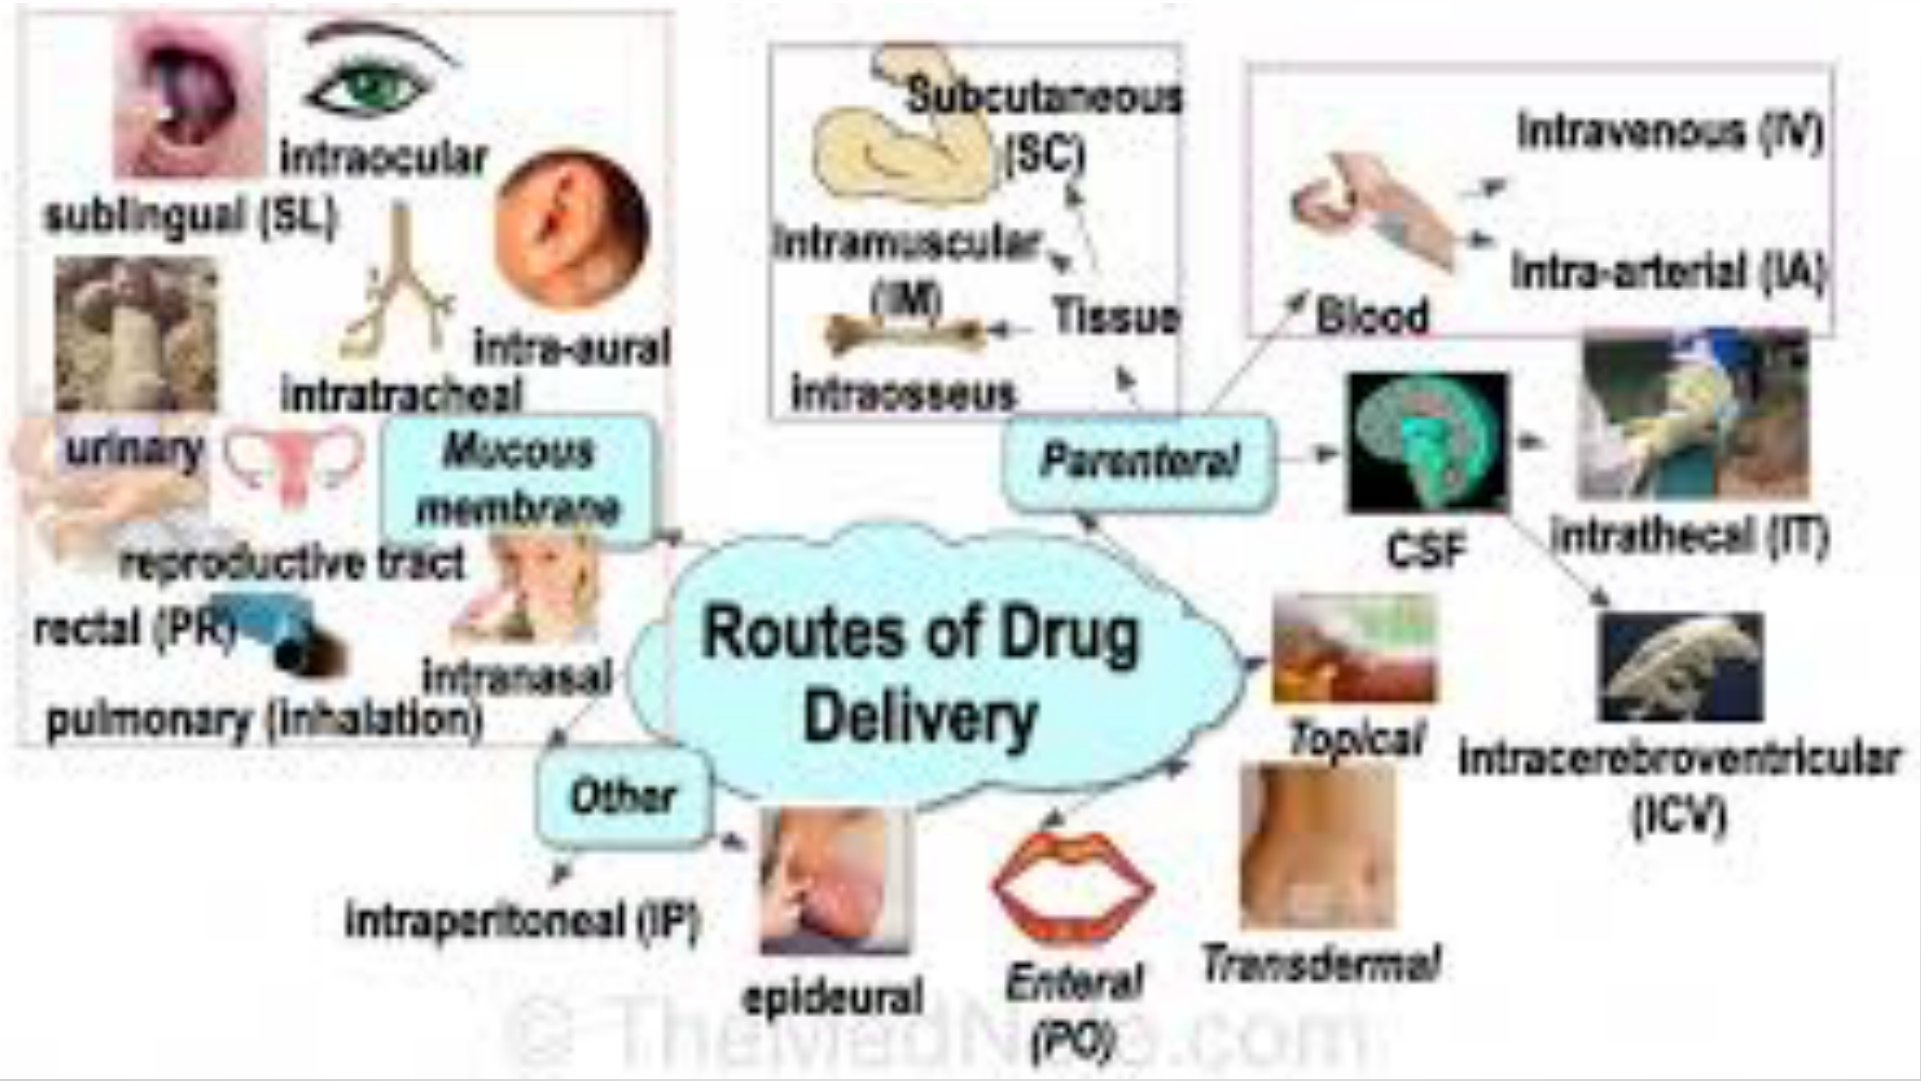 intraocular
sublingual (SL)
intra-aural
intratracheal
urinary
Mucous
membrane
reproductive tract
rectal (PR)
intranasal
pulmonary (inhalation)
Subcutaneous
(SC)
Intramuscular
(IM)
Tissue
intraosseus
Intravenous (IV)
Intra-arterial (IA)
Blood
Parenteral
CSF
intrathecal (IT)
intracerebroventricular
(ICV)
Routes of Drug
Delivery
Topical
Transdermal
Enteral
(PO)
Other
intraperitoneal (IP)
epideural